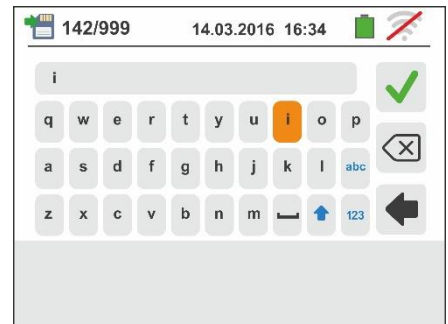 142/999 14.03.2016 16:34
i
q w e r t y u i o p
a s d f g h j k l abc
z x c v b n m 123